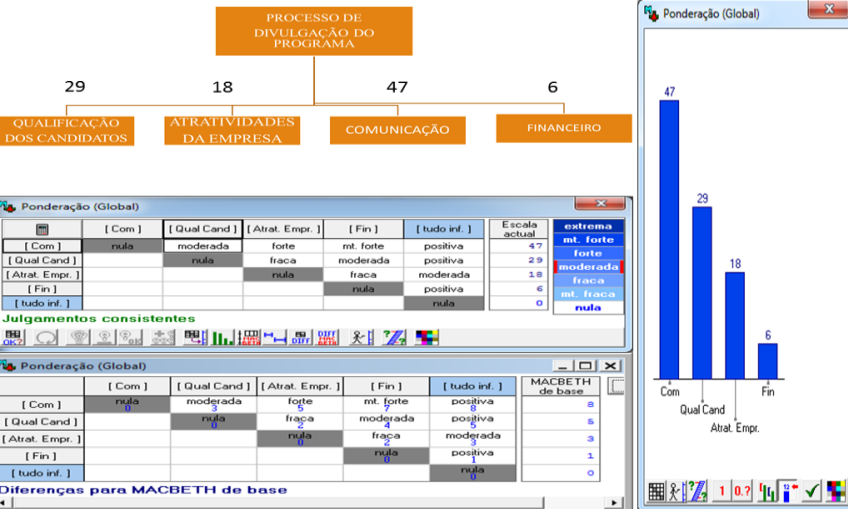 PROCESSO DE
DIVULGAÇÃO DO
PROGRAMA
29 18 47 6
QUALIFICAÇÃO
DOS CANDIDATOS
ATRATIVIDADES
DA EMPRESA
COMUNICAÇÃO
FINANCEIRO
Ponderação (Global)
[ Com ] [ Qual Cand ] [ Atrat. Empr. ] [ Fin ] [ tudo inf. ] Escala actual
[ Com ] nula moderada forte mt. forte positiva 47
[ Qual Cand ] nula fraca moderada positiva 29
[ Atrat. Empr. ] nula fraca moderada 18
[ Fin ] nula positiva 6
[ tudo inf. ] nula 0
extrema
mt. forte
forte
moderada
fraca
mt. fraca
nula
Julgamentos consistentes
Ponderação (Global)
[ Com ] [ Qual Cand ] [ Atrat. Empr. ] [ Fin ] [ tudo inf. ] MACBETH de base
[ Com ] nula 0 moderada 3 forte 5 mt. forte 7 positiva 8 8
[ Qual Cand ] nula 0 fraca 2 moderada 4 positiva 5 5
[ Atrat. Empr. ] nula 0 fraca 2 moderada 3 3
[ Fin ] nula 0 positiva 1 1
[ tudo inf. ] nula 0 0
Diferenças para MACBETH de base
Ponderação (Global)
47
29
18
6
Com
Qual Cand
Atrat. Empr.
Fin
1 0.?